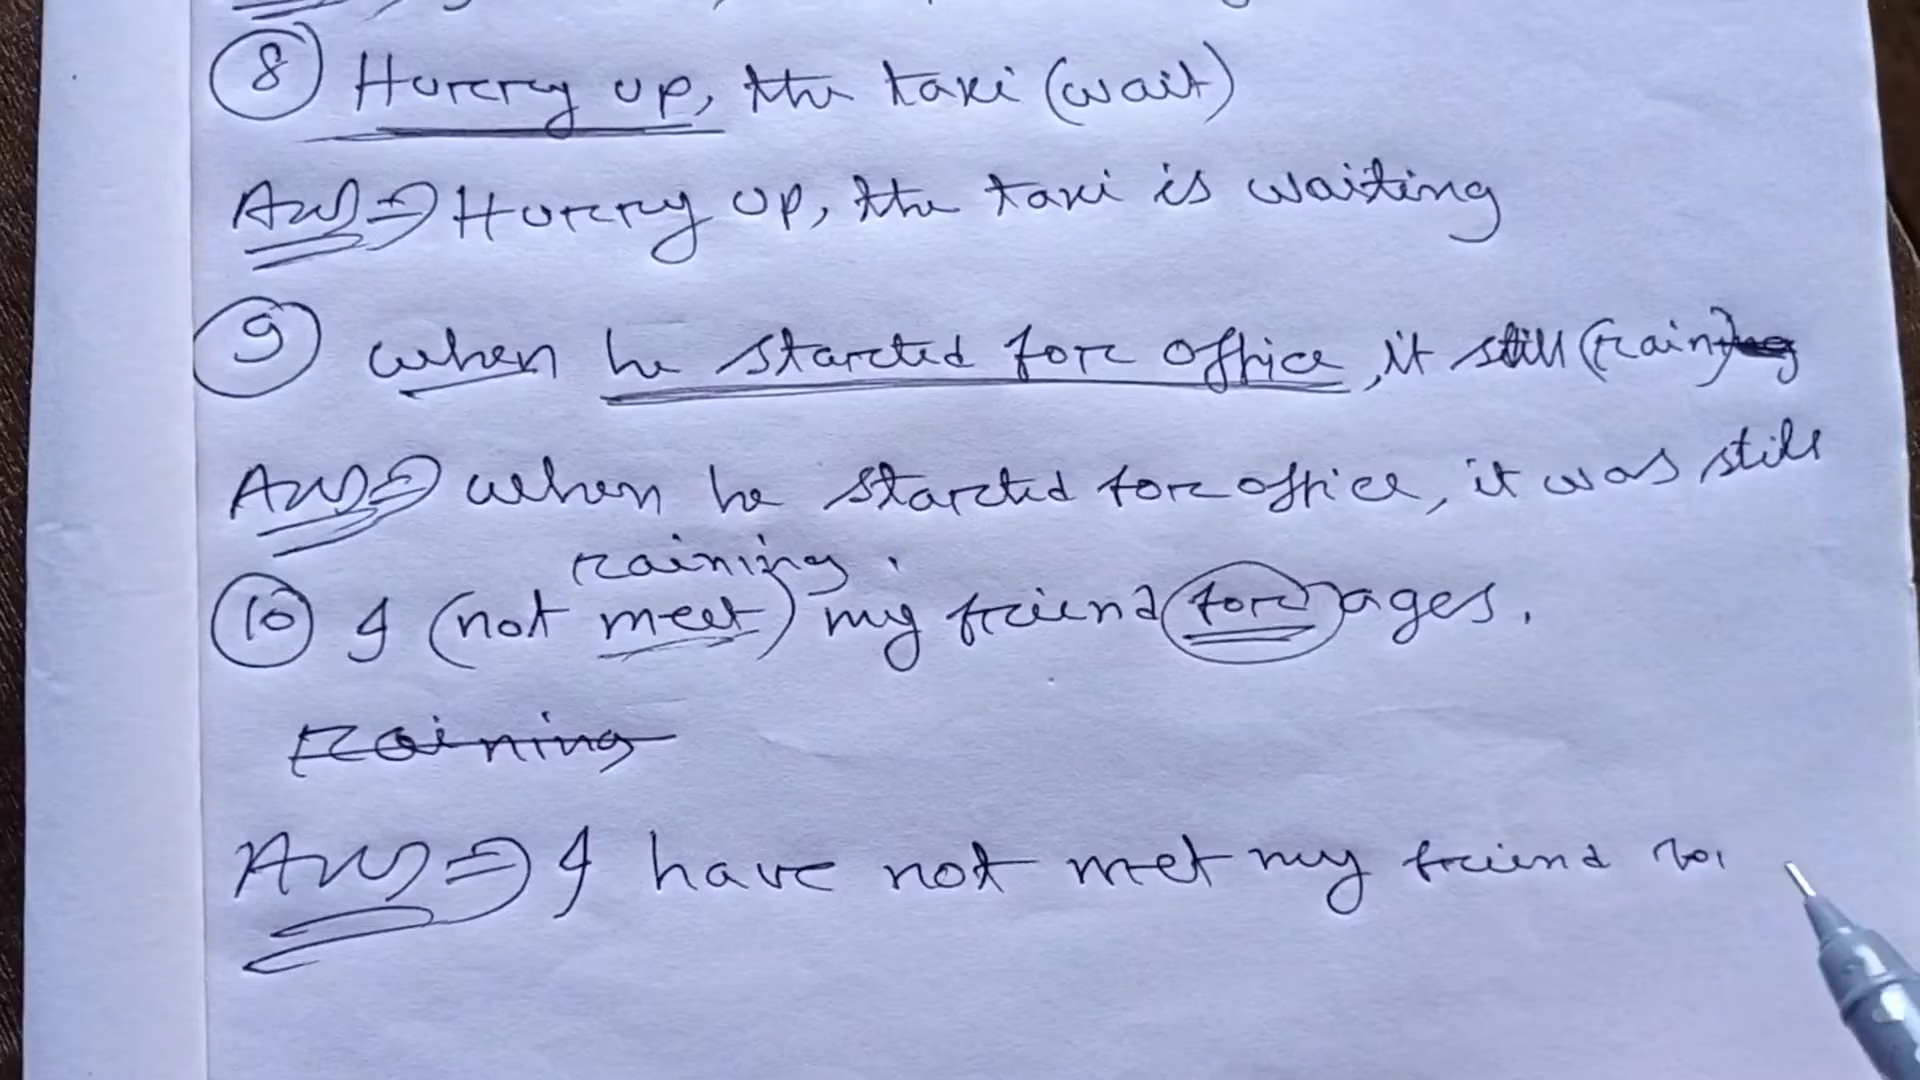 ⑧ Hurry up, the taxi (wait)
Ans⇒ Hurry up, the taxi is waiting
⑨ when he started for office, it still (rain)
Ans⇒ when he started for office, it was still
raining.
⑩ I (not meet) my friend for ages.
raining
Ans⇒ I have not met my friend